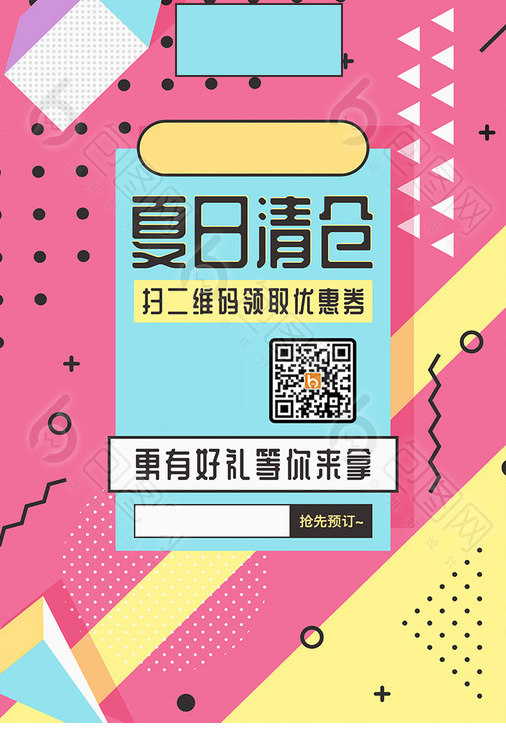 夏日清仓
扫二维码领取优惠券
更有好礼等你来拿
抢先预订~